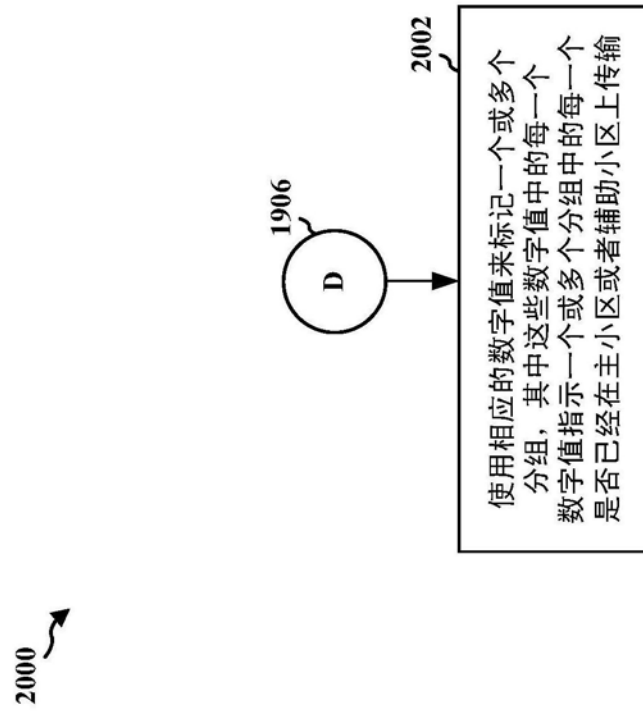 2000
1906
D
2002
使用相应的数字值来标记一个或多个
分组，其中这些数字值中的每一个
数字值指示一个或多个分组中的每一个
是否已经在主小区或者辅助小区上传输